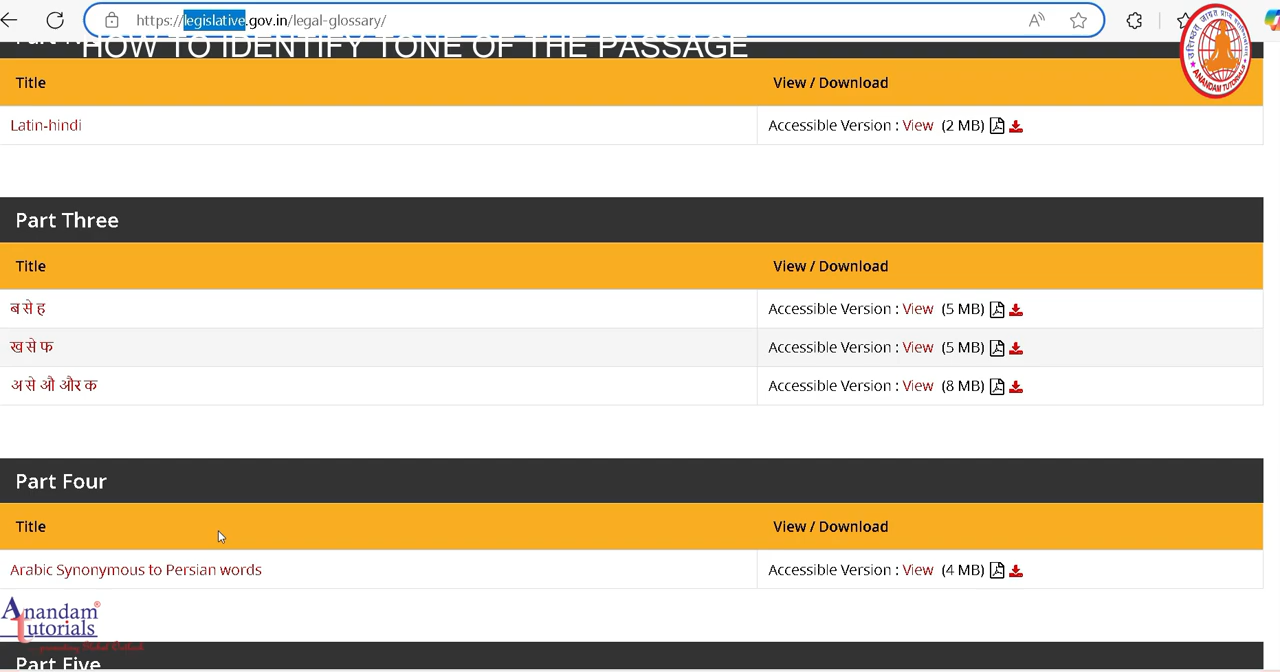 https://legislative.gov.in/legal-glossary/
HOW TO IDENTIFY TONE OF THE PASSAGE
Title View / Download
Latin-hindi Accessible Version : View (2 MB)
Part Three
Title View / Download
ब से ह Accessible Version : View (5 MB)
ख से फ Accessible Version : View (5 MB)
अ से औ और क Accessible Version : View (8 MB)
Part Four
Title View / Download
Arabic Synonymous to Persian words Accessible Version : View (4 MB)
Anandam
Tutorials
Part Five
ANANDAM TUTORIALS